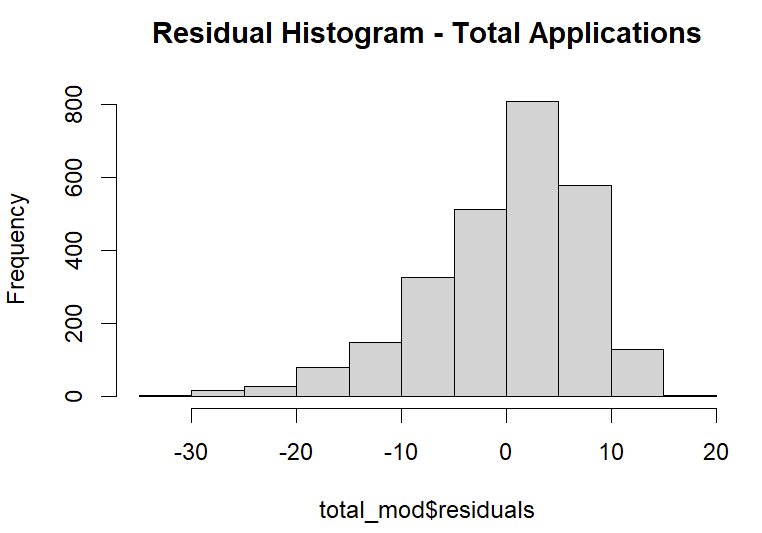 Residual Histogram - Total Applications
Frequency
800
600
400
200
0
-30 -20 -10 0 10 20
total_mod$residuals